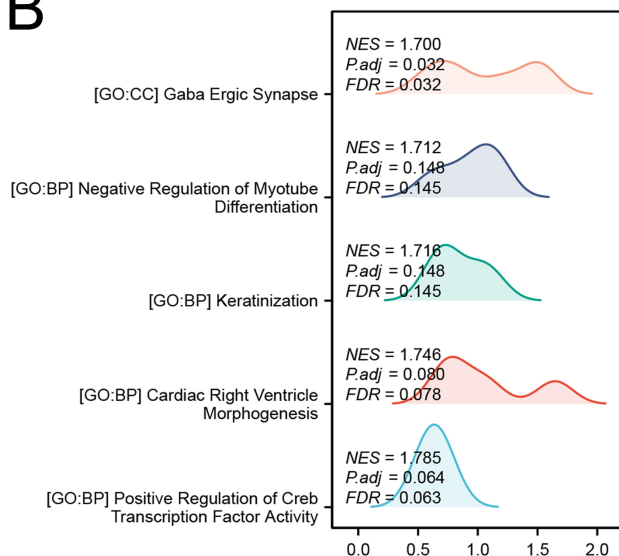 B
NES = 1.700
P.adj = 0.032
FDR = 0.032
[GO:CC] Gaba Ergic Synapse
NES = 1.712
P.adj = 0.148
FDR = 0.145
[GO:BP] Negative Regulation of Myotube
Differentiation
NES = 1.716
P.adj = 0.148
FDR = 0.145
[GO:BP] Keratinization
NES = 1.746
P.adj = 0.080
FDR = 0.078
[GO:BP] Cardiac Right Ventricle
Morphogenesis
NES = 1.785
P.adj = 0.064
FDR = 0.063
[GO:BP] Positive Regulation of Creb
Transcription Factor Activity
0.0 0.5 1.0 1.5 2.0